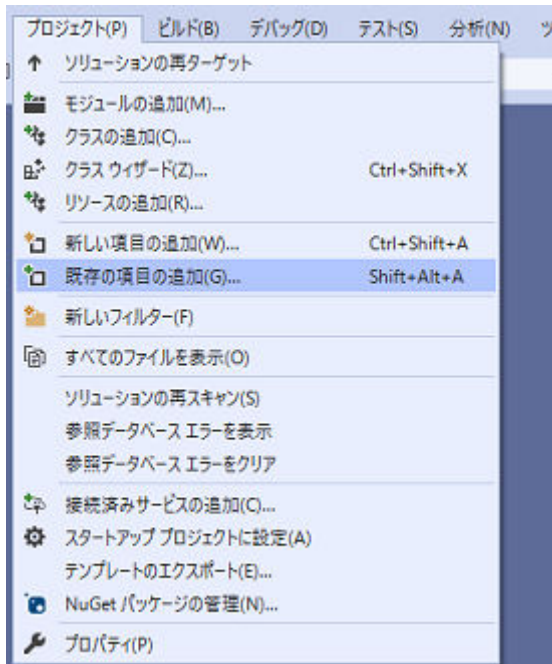 プロジェクト(P) ビルド(B) デバッグ(D) テスト(S) 分析(N) ツ
ソリューションの再ターゲット
モジュールの追加(M)...
クラスの追加(C)...
クラス ウィザード(Z)... Ctrl+Shift+X
リソースの追加(R)...
新しい項目の追加(W)... Ctrl+Shift+A
既存の項目の追加(G)... Shift+Alt+A
新しいフィルター(F)
すべてのファイルを表示(O)
ソリューションの再スキャン(S)
参照データベース エラーを表示
参照データベース エラーをクリア
接続済みサービスの追加(C)...
スタートアップ プロジェクトに設定(A)
テンプレートのエクスポート(E)...
NuGet パッケージの管理(N)...
プロパティ(P)